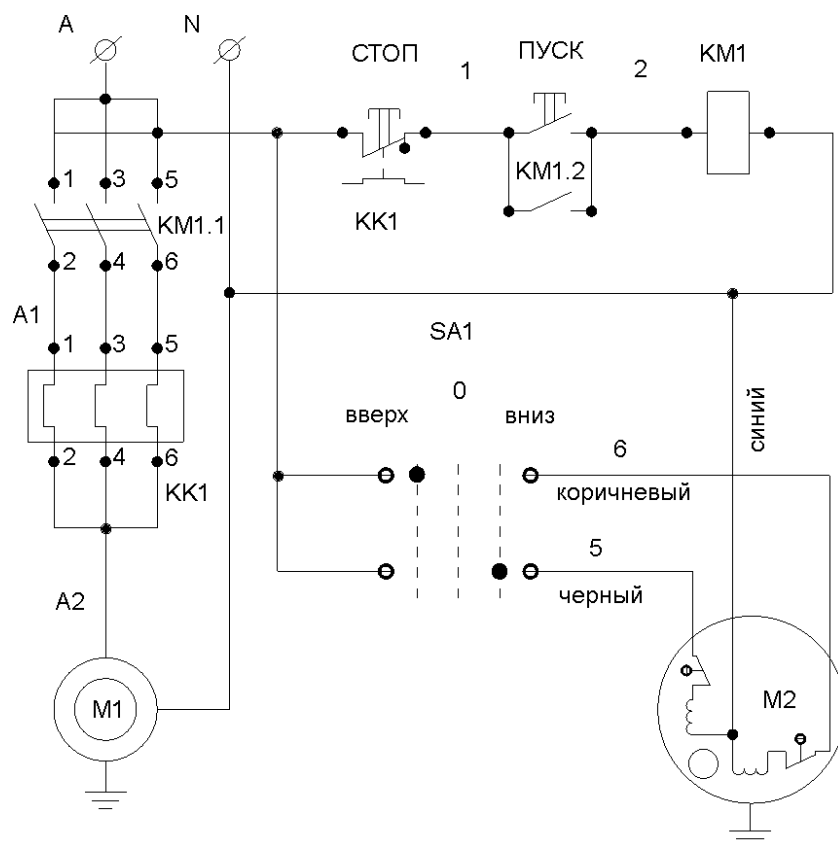 A N
СТОП 1 ПУСК 2 KM1
1 3 5
KM1.2
KM1.1
KK1
2 4 6
A1
SA1
1 3 5
0
вверх вниз
синий
2 4 6
6
KK1
коричневый
5
черный
A2
M1
M2